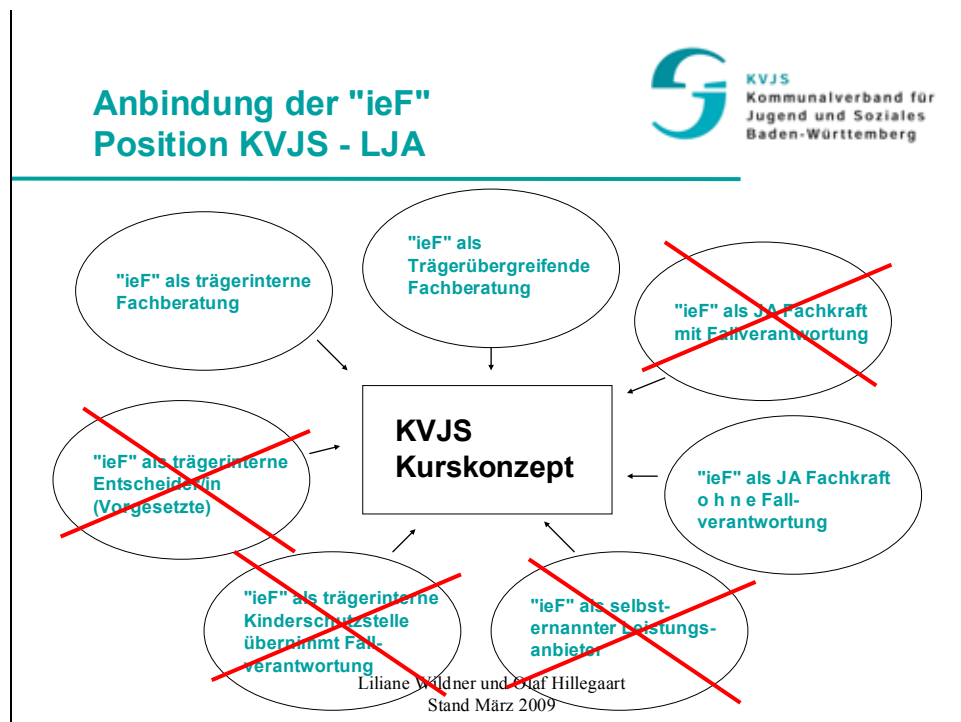 Anbindung der "ieF"
Position KVJS - LJA
KVJS
Kommunalverband für
Jugend und Soziales
Baden-Württemberg
"ieF" als trägerinterne
Fachberatung
"ieF" als
Trägerübergreifende
Fachberatung
"ieF" als JA Fachkraft
mit Fallverantwortung
KVJS
Kurskonzept
"ieF" als trägerinterne
Entscheider/in
(Vorgesetzte)
"ieF" als JA Fachkraft
o h n e Fall-
verantwortung
"ieF" als trägerinterne
Kinderschutzstelle
übernimmt Fall-
verantwortung
"ieF" als selbst-
ernannter Leistungs-
anbieter
Liliane Wildner und Olaf Hillegaart
Stand März 2009